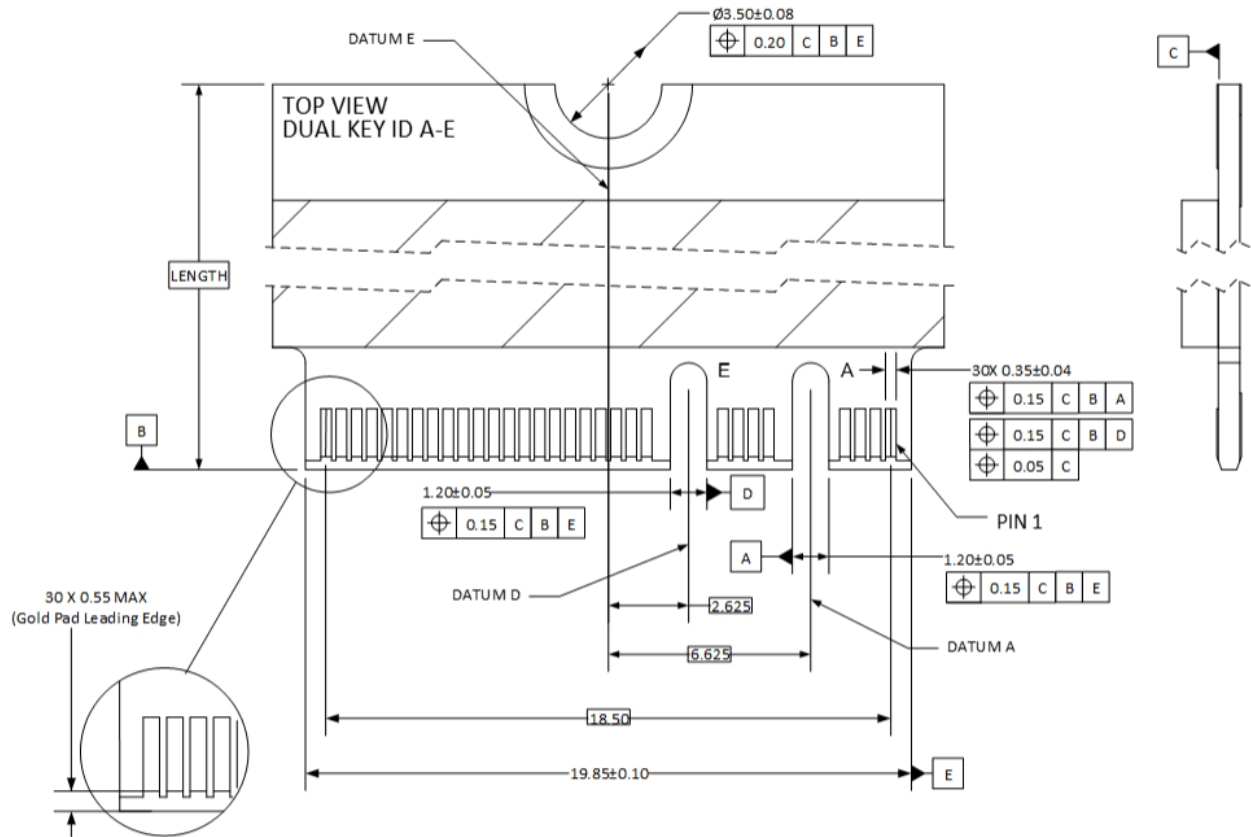 Ø3.50±0.08
⌖ 0.20 C B E
DATUM E
C
TOP VIEW
DUAL KEY ID A-E
LENGTH
E
A
30X 0.35±0.04
⌖ 0.15 C B A
⌖ 0.15 C B D
⌖ 0.05 C
B
1.20±0.05
D
⌖ 0.15 C B E
PIN 1
A
1.20±0.05
⌖ 0.15 C B E
DATUM D
2.625
30 X 0.55 MAX
(Gold Pad Leading Edge)
DATUM A
6.625
18.50
19.85±0.10
E